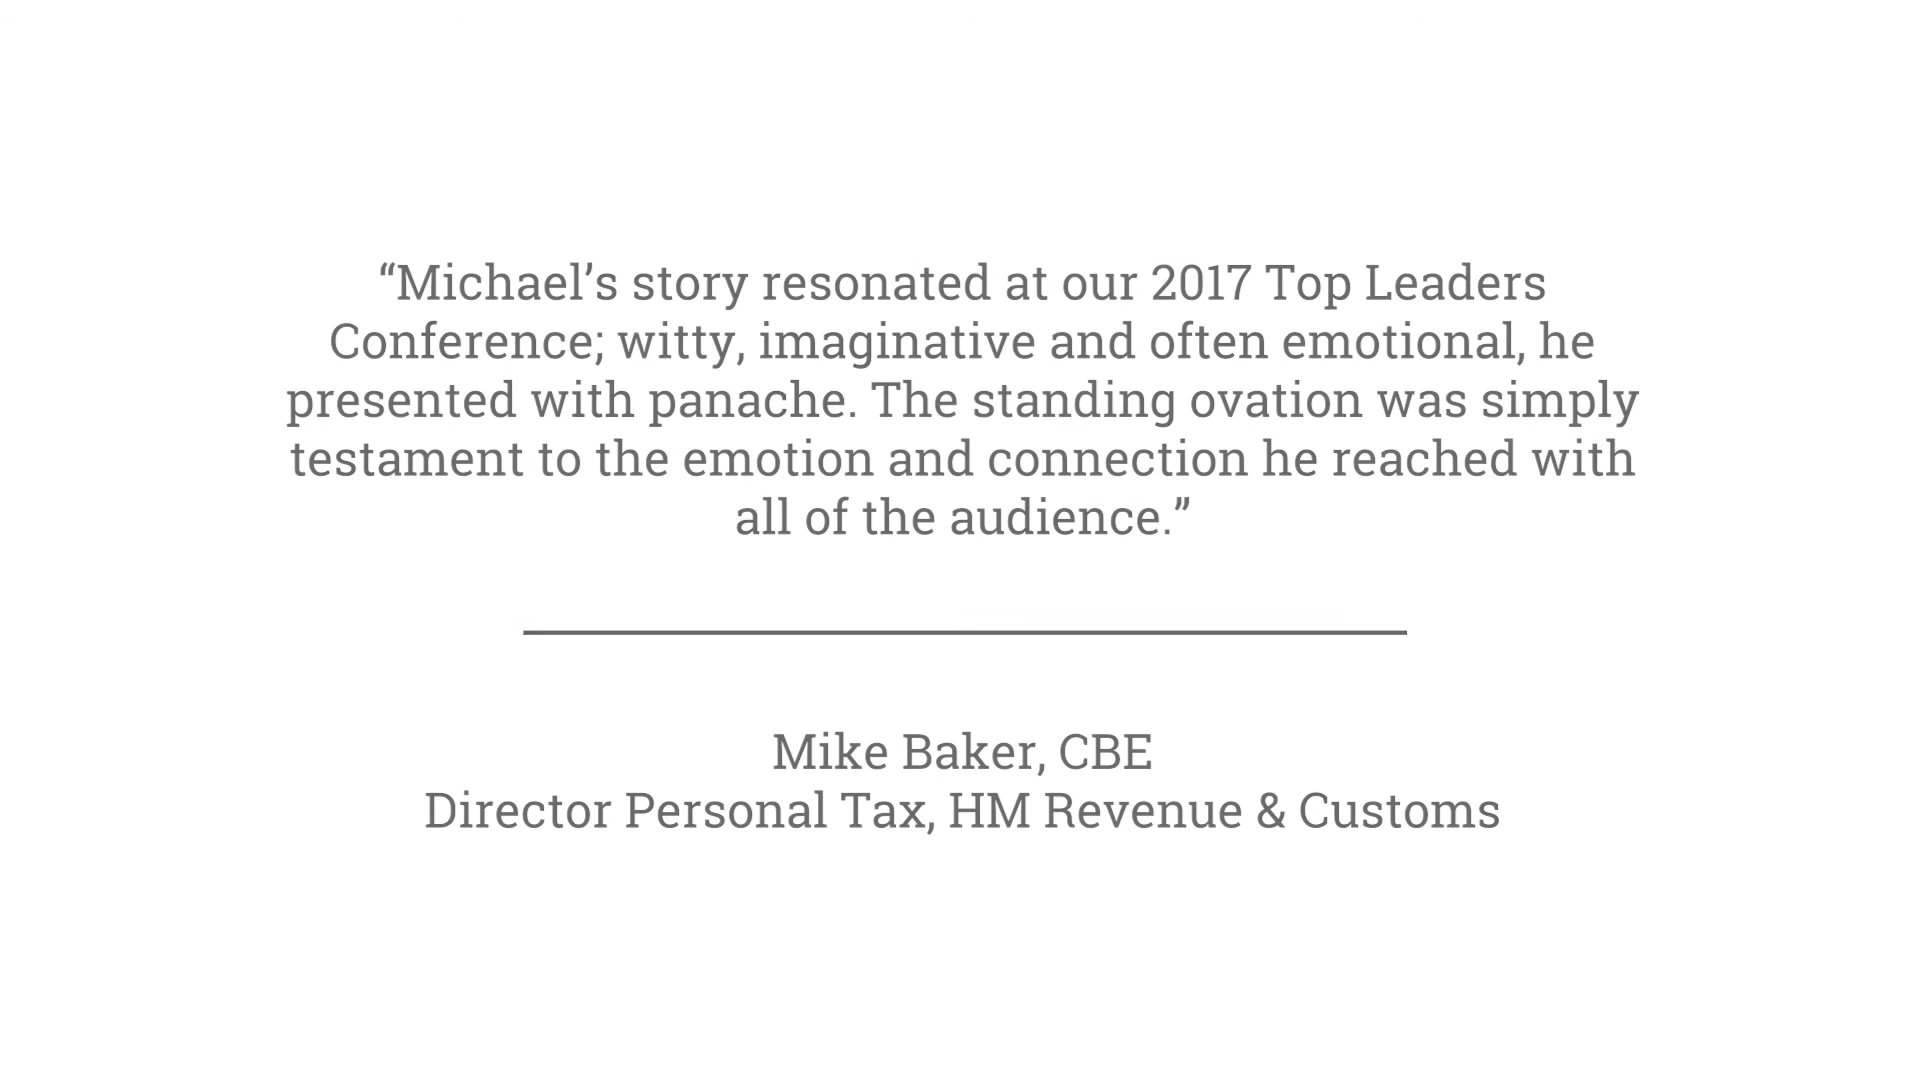 “Michael’s story resonated at our 2017 Top Leaders
Conference; witty, imaginative and often emotional, he
presented with panache. The standing ovation was simply
testament to the emotion and connection he reached with
all of the audience.”
Mike Baker, CBE
Director Personal Tax, HM Revenue & Customs